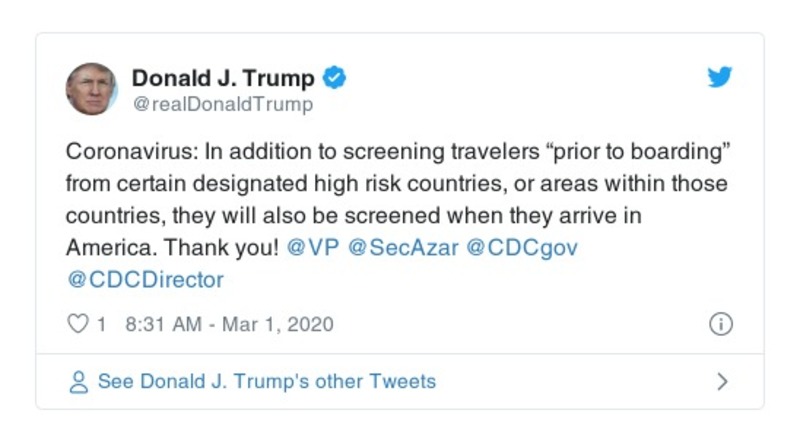 Donald J. Trump
@realDonaldTrump
Coronavirus: In addition to screening travelers “prior to boarding”
from certain designated high risk countries, or areas within those
countries, they will also be screened when they arrive in
America. Thank you! @VP @SecAzar @CDCgov
@CDCDirector
1 8:31 AM - Mar 1, 2020
See Donald J. Trump's other Tweets